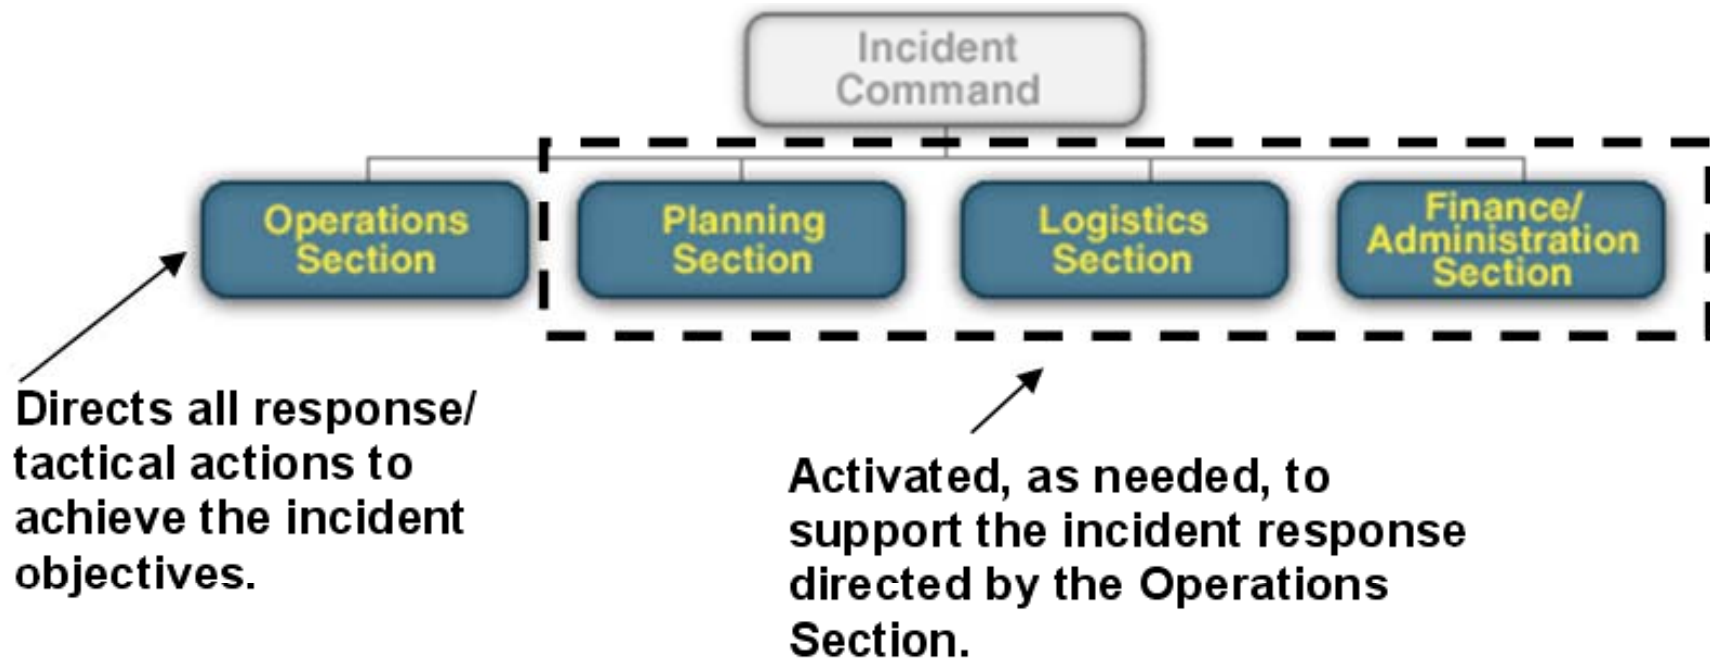 Incident
Command
Operations
Section
Planning
Section
Logistics
Section
Finance/
Administration
Section
Directs all response/
tactical actions to
achieve the incident
objectives.
Activated, as needed, to
support the incident response
directed by the Operations
Section.